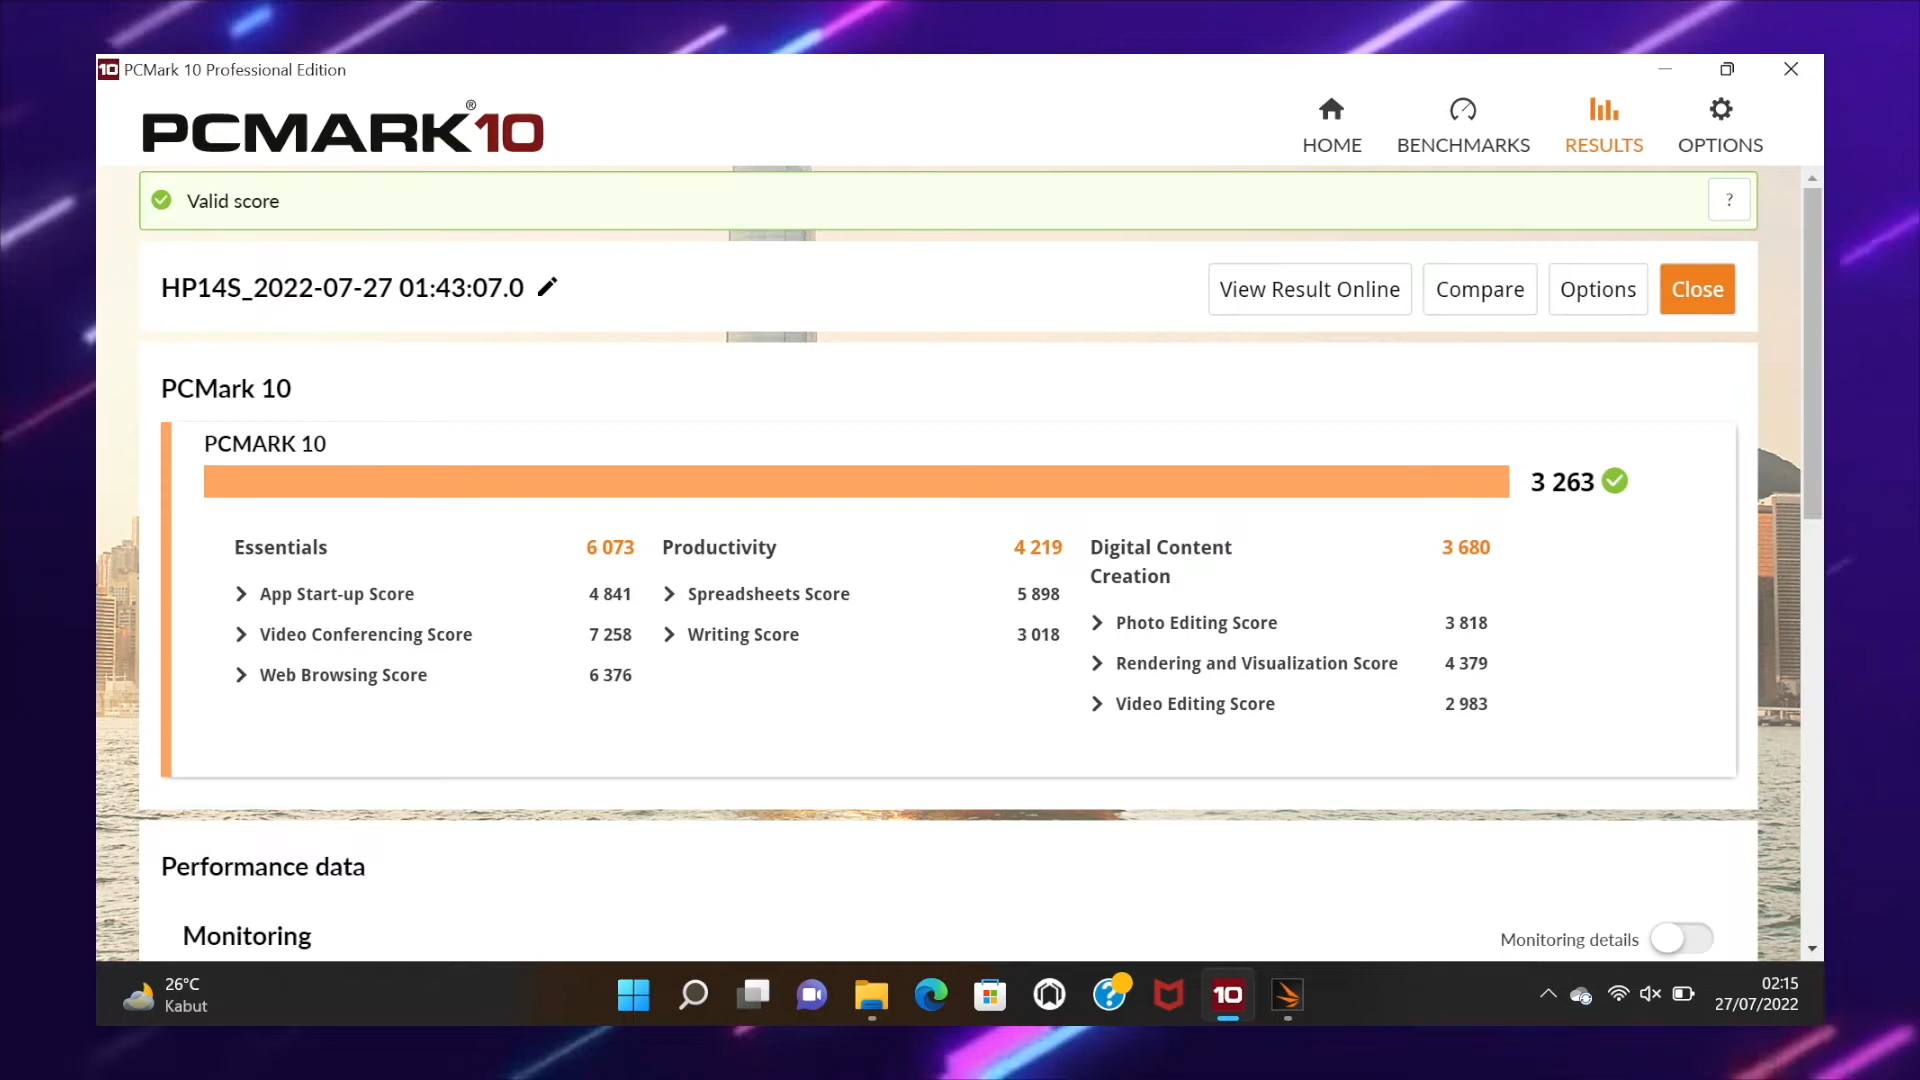 10 PCMark 10 Professional Edition
PCMARK®10
HOME BENCHMARKS RESULTS OPTIONS
Valid score
?
HP14S_2022-07-27 01:43:07.0
View Result Online Compare Options Close
PCMark 10
PCMARK 10
3 263
Essentials 6 073
App Start-up Score 4 841
Video Conferencing Score 7 258
Web Browsing Score 6 376
Productivity 4 219
Spreadsheets Score 5 898
Writing Score 3 018
Digital Content
Creation
3 680
Photo Editing Score 3 818
Rendering and Visualization Score 4 379
Video Editing Score 2 983
Performance data
Monitoring
Monitoring details
26°C
Kabut
?
10
02:15
27/07/2022